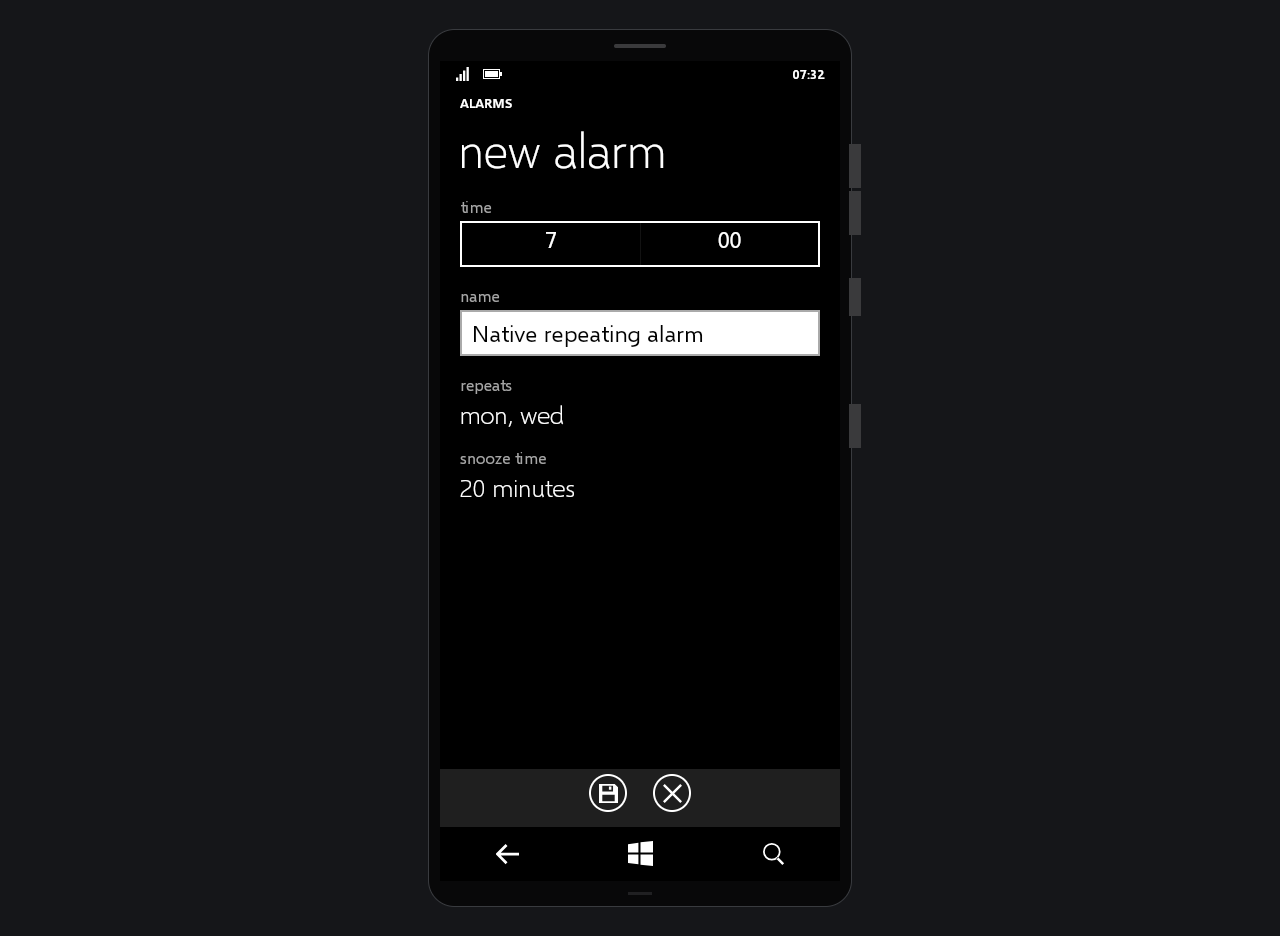 07:32
ALARMS
new alarm
time
7 00
name
Native repeating alarm
repeats
mon, wed
snooze time
20 minutes